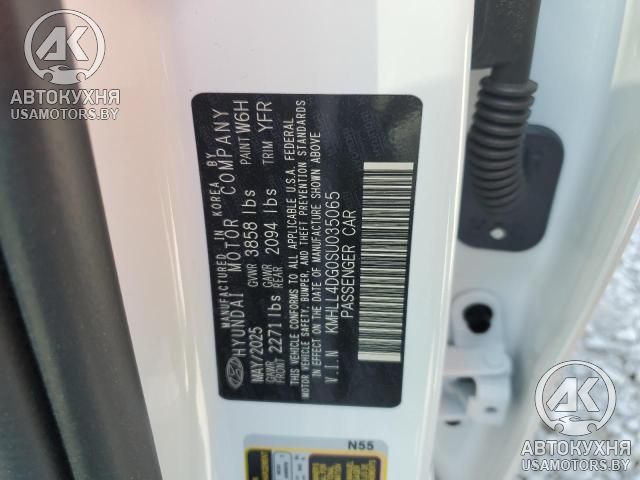 АВТОКУХНЯ
USAMOTORS.BY
MANUFACTURED IN KOREA BY
HYUNDAI MOTOR COMPANY
MAY/2025 GVWR 3858 lbs PAINT W6H
GAWR FRON 2271 lbs GAWR REAR 2094 lbs TRIM YFR
THIS VEHICLE CONFORMS TO ALL APPLICABLE U.S.A. FEDERAL
MOTOR VEHICLE SAFETY, BUMPER, AND THEFT PREVENTION STANDARDS
IN EFFECT ON THE DATE OF MANUFACTURE SHOWN ABOVE
V.I.N KMHLL4DG0SU035065
PASSENGER CAR
N55
АВТОКУХНЯ
USAMOTORS.BY